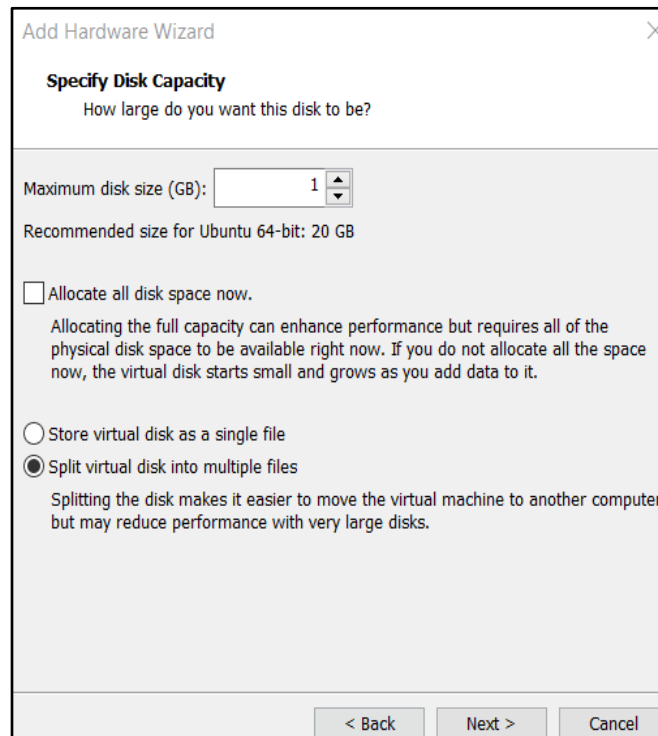 Add Hardware Wizard
Specify Disk Capacity
How large do you want this disk to be?
Maximum disk size (GB): 1
Recommended size for Ubuntu 64-bit: 20 GB
Allocate all disk space now.
Allocating the full capacity can enhance performance but requires all of the
physical disk space to be available right now. If you do not allocate all the space
now, the virtual disk starts small and grows as you add data to it.
Store virtual disk as a single file
Split virtual disk into multiple files
Splitting the disk makes it easier to move the virtual machine to another computer
but may reduce performance with very large disks.
< Back Next > Cancel